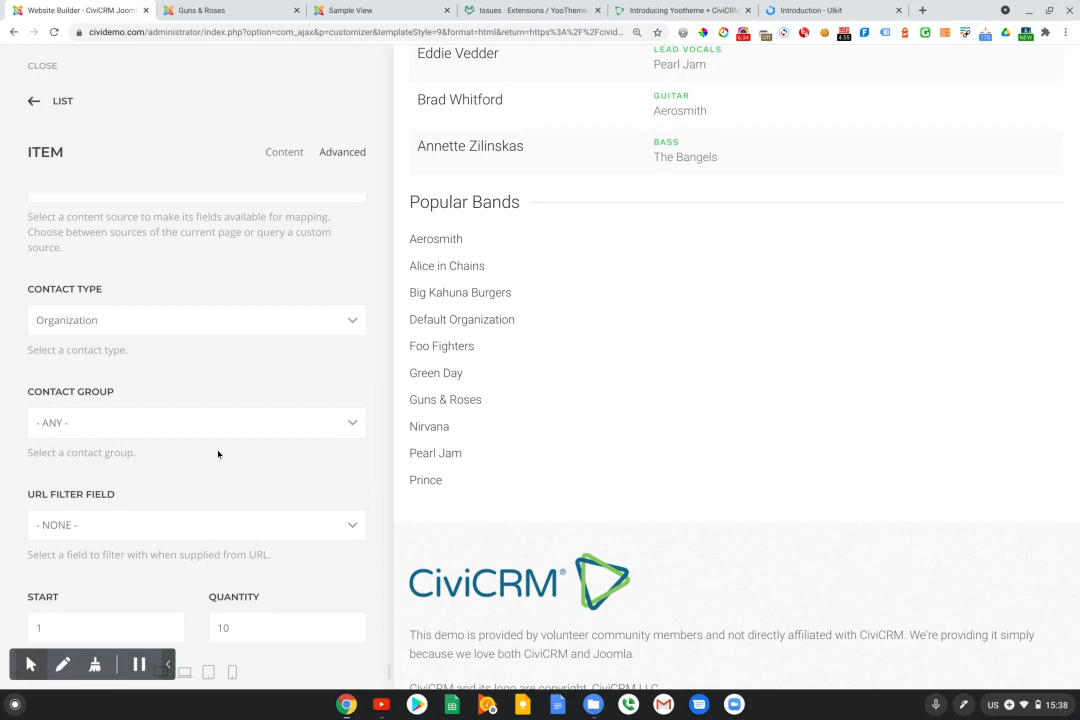 Website Builder - CiviCRM Jooml
Guns & Roses
Sample View
Issues · Extensions / YooTheme
Introducing Yootheme + CiviCRM
Introduction - UIkit
cividemo.com/administrator/index.php?option=com_ajax&p=customizer&templateStyle=9&format=html&return=https%3A%2F%2Fcivid...
CLOSE
LIST
ITEM
Content
Advanced
Select a content source to make its fields available for mapping.
Choose between sources of the current page or query a custom
source.
CONTACT TYPE
Organization
Select a contact type.
CONTACT GROUP
- ANY -
Select a contact group.
URL FILTER FIELD
- NONE -
Select a field to filter with when supplied from URL.
START
QUANTITY
1
10
Eddie Vedder
LEAD VOCALS
Pearl Jam
Brad Whitford
GUITAR
Aerosmith
Annette Zilinskas
BASS
The Bangels
Popular Bands
Aerosmith
Alice in Chains
Big Kahuna Burgers
Default Organization
Foo Fighters
Green Day
Guns & Roses
Nirvana
Pearl Jam
Prince
CiviCRM®
This demo is provided by volunteer community members and not directly affiliated with CiviCRM. We're providing it simply
because we love both CiviCRM and Joomla.
CiviCRM and its logo are copyright, CiviCRM LLC
US
15:38